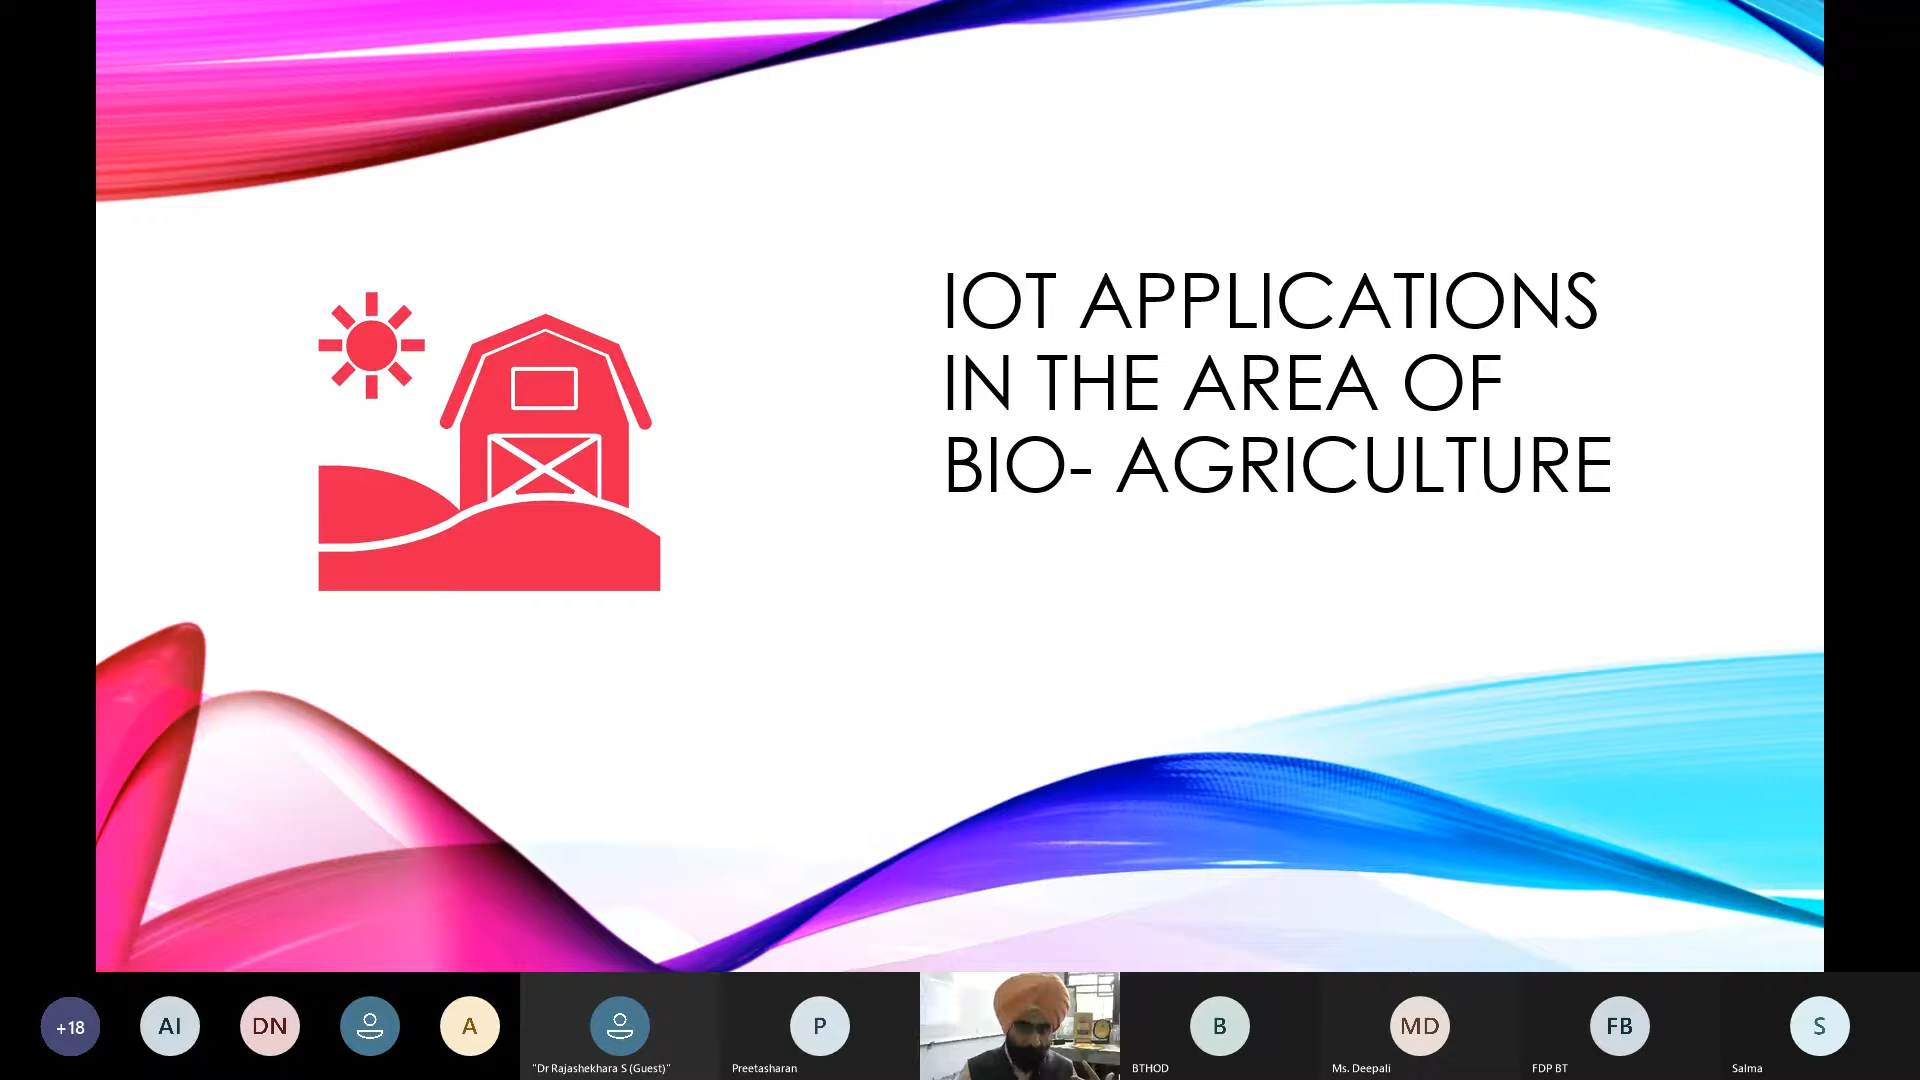 IOT APPLICATIONS
IN THE AREA OF
BIO- AGRICULTURE
+18
AI
DN
A
"Dr Rajashekhara S (Guest)"
P
Preetasharan
B
BTHOD
MD
Ms. Deepali
FB
FDP BT
S
Salma